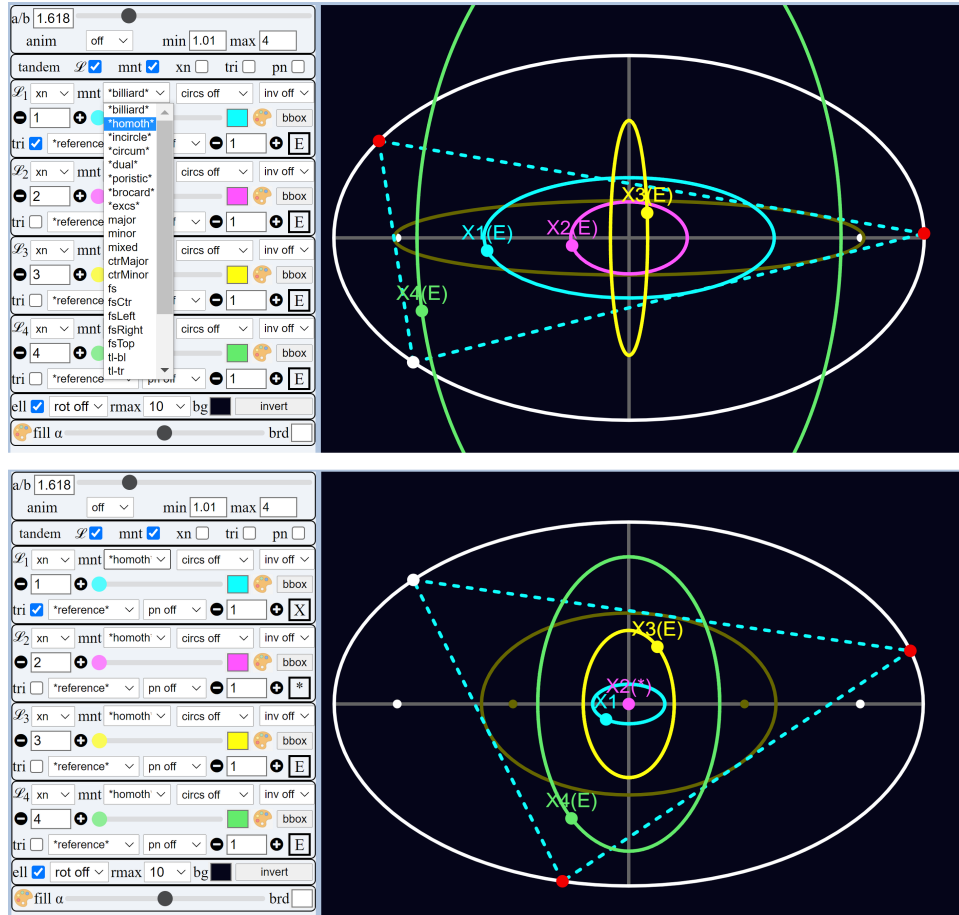 a/b 1.618
anim off min 1.01 max 4
tandem ℒ mnt xn tri pn
ℒ1 xn mnt *billiard* circs off inv off
1 bbox
tri *reference* 1 E
*billiard*
*homoth*
*incircle*
*circum*
*dual*
*poristic*
*brocard*
*excs*
major
minor
mixed
ctrMajor
ctrMinor
fs
fsCtr
fsLeft
fsRight
fsTop
tl-bl
tl-tr
ℒ2 xn circs off inv off
2 bbox
tri *reference 1 E
ℒ3 xn circs off inv off
3 bbox
tri *reference 1 E
ℒ4 xn circs off inv off
4 bbox
tri *reference* pn off 1 E
ell rot off rmax 10 bg invert
fill α brd
X3(E)
X1(E)
X2(E)
X4(E)
a/b 1.618
anim off min 1.01 max 4
tandem ℒ mnt xn tri pn
ℒ1 xn mnt *homoth* circs off inv off
1 bbox
tri *reference* pn off 1 X
ℒ2 xn mnt *homoth* circs off inv off
2 bbox
tri *reference* pn off 1 *
ℒ3 xn mnt *homoth* circs off inv off
3 bbox
tri *reference* pn off 1 E
ℒ4 xn mnt *homoth* circs off inv off
4 bbox
tri *reference* pn off 1 E
ell rot off rmax 10 bg invert
fill α brd
X3(E)
X2(*)
X1
X4(E)